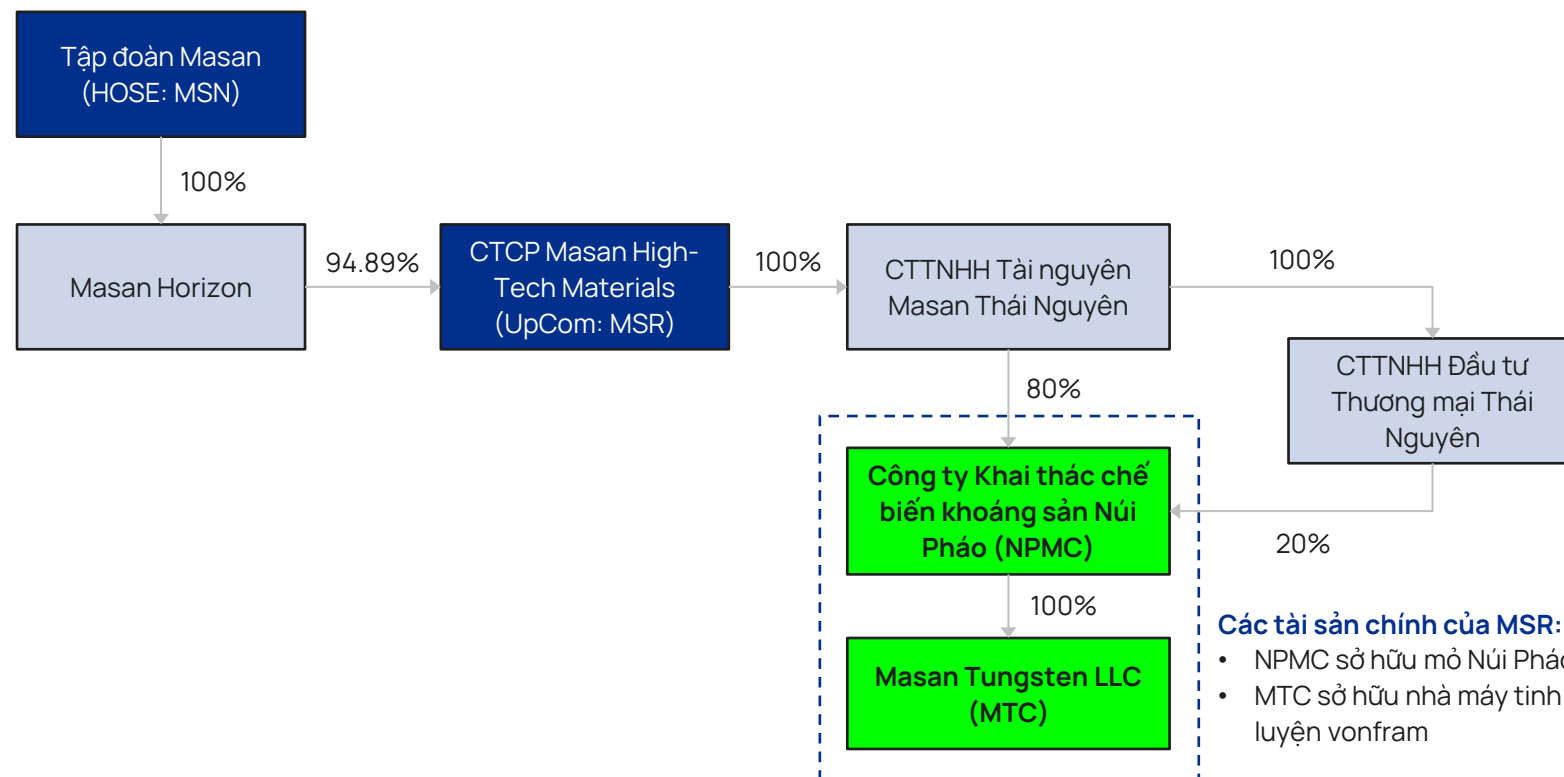 Tập đoàn Masan
(HOSE: MSN)
100%
Masan Horizon
94.89%
CTCP Masan High-
Tech Materials
(UpCom: MSR)
100%
CTTNHH Tài nguyên
Masan Thái Nguyên
100%
CTTNHH Đầu tư
Thương mại Thái
Nguyên
80%
Công ty Khai thác chế
biến khoáng sản Núi
Pháo (NPMC)
20%
100%
Masan Tungsten LLC
(MTC)
Các tài sản chính của MSR:
• NPMC sở hữu mỏ Núi Pháo
• MTC sở hữu nhà máy tinh
luyện vonfram